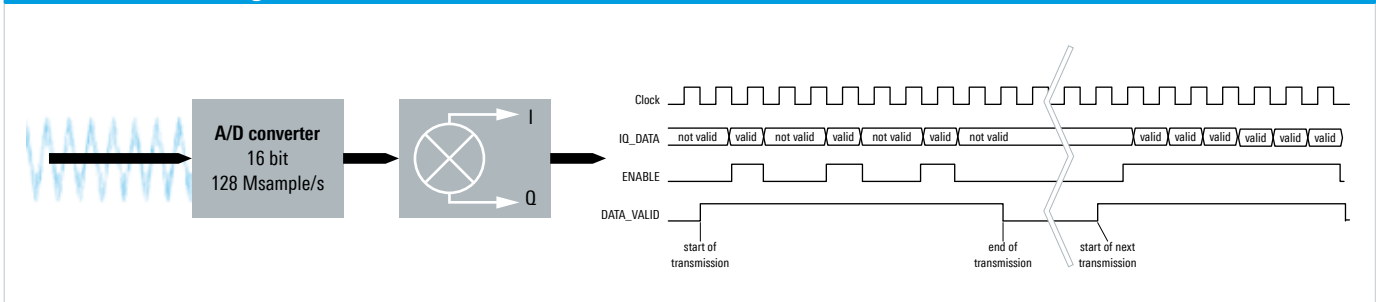 A/D converter
16 bit
128 Msample/s
I
Q
Clock
IQ_DATA not valid valid not valid valid not valid valid not valid valid valid valid valid valid valid
ENABLE
DATA_VALID
start of
transmission
end of
transmission
start of next
transmission